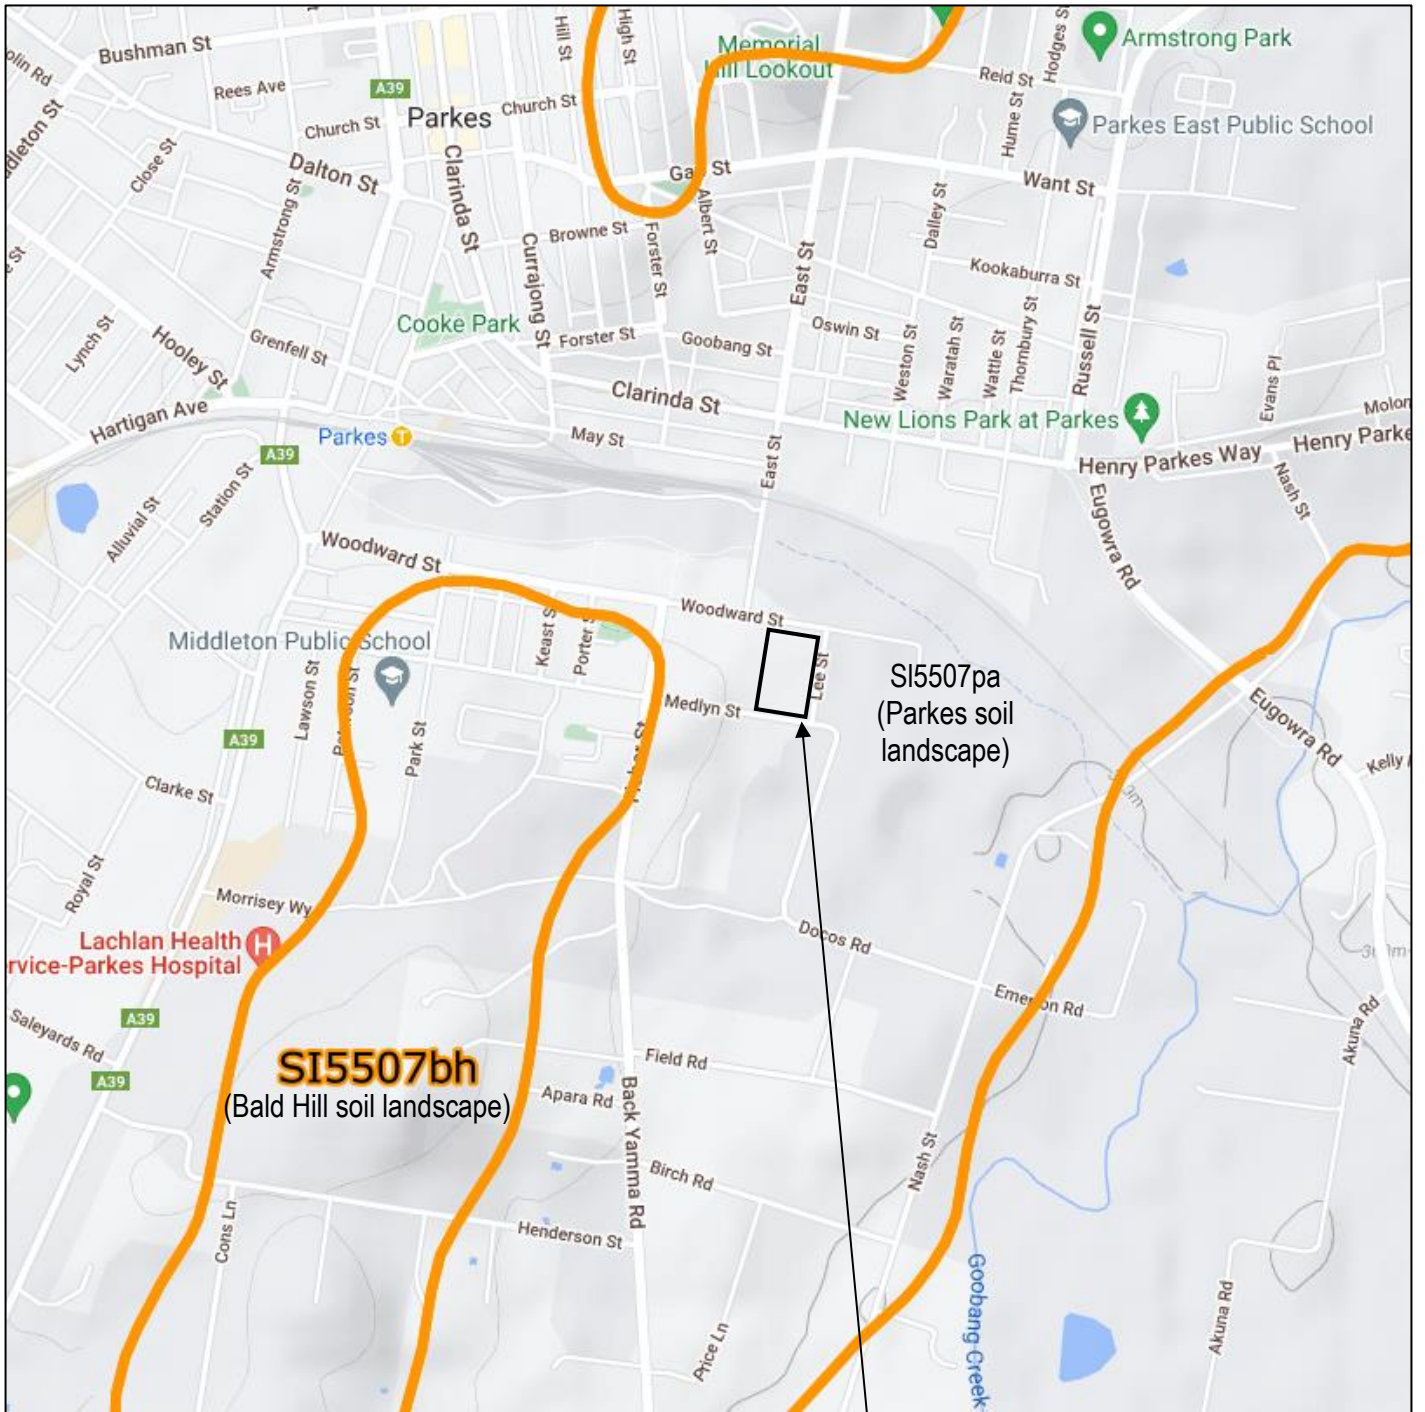 Bushman St
olin Rd
Rees Ave
A39
Hill St
High St
Memorial
Hill Lookout
Hodges St
Armstrong Park
Reid St
Church St
Parkes
Church St
Hume St
Parkes East Public School
Close St
Dalton St
Clarinda St
Armstrong St
Albert St
Want St
Dalley St
Browne St
Forster St
Currajong St
East St
Kookaburra St
Cooke Park
Lynch St
Hooley St
Grenfell St
Forster St
Goobang St
Oswin St
Weston St
Waratah St
Wattle St
Thornbury St
Russell St
Evans Pl
Clarinda St
Hartigan Ave
Parkes
T
May St
New Lions Park at Parkes
Molon
Henry Parke
Henry Parkes Way
A39
East St
Station St
Alluvial St
Eugowra Rd
Nash St
Woodward St
Woodward St
Keast S
Porter S
Middleton Public School
Lawson St
Park St
Medlyn St
Lee St
SI5507pa
(Parkes soil
landscape)
Eugowra Rd
A39
Clarke St
Royal St
Morrisey Wy
Lachlan Health
rvice-Parkes Hospital
H
Docos Rd
Emerson Rd
Akuna Rd
A39
Saleyards Rd
A39
SI5507bh
(Bald Hill soil landscape)
Field Rd
Apara Rd
Back Yamma Rd
Birch Rd
Nash St
Cons Ln
Henderson St
Price Ln
Goobang Creek
Akuna Rd